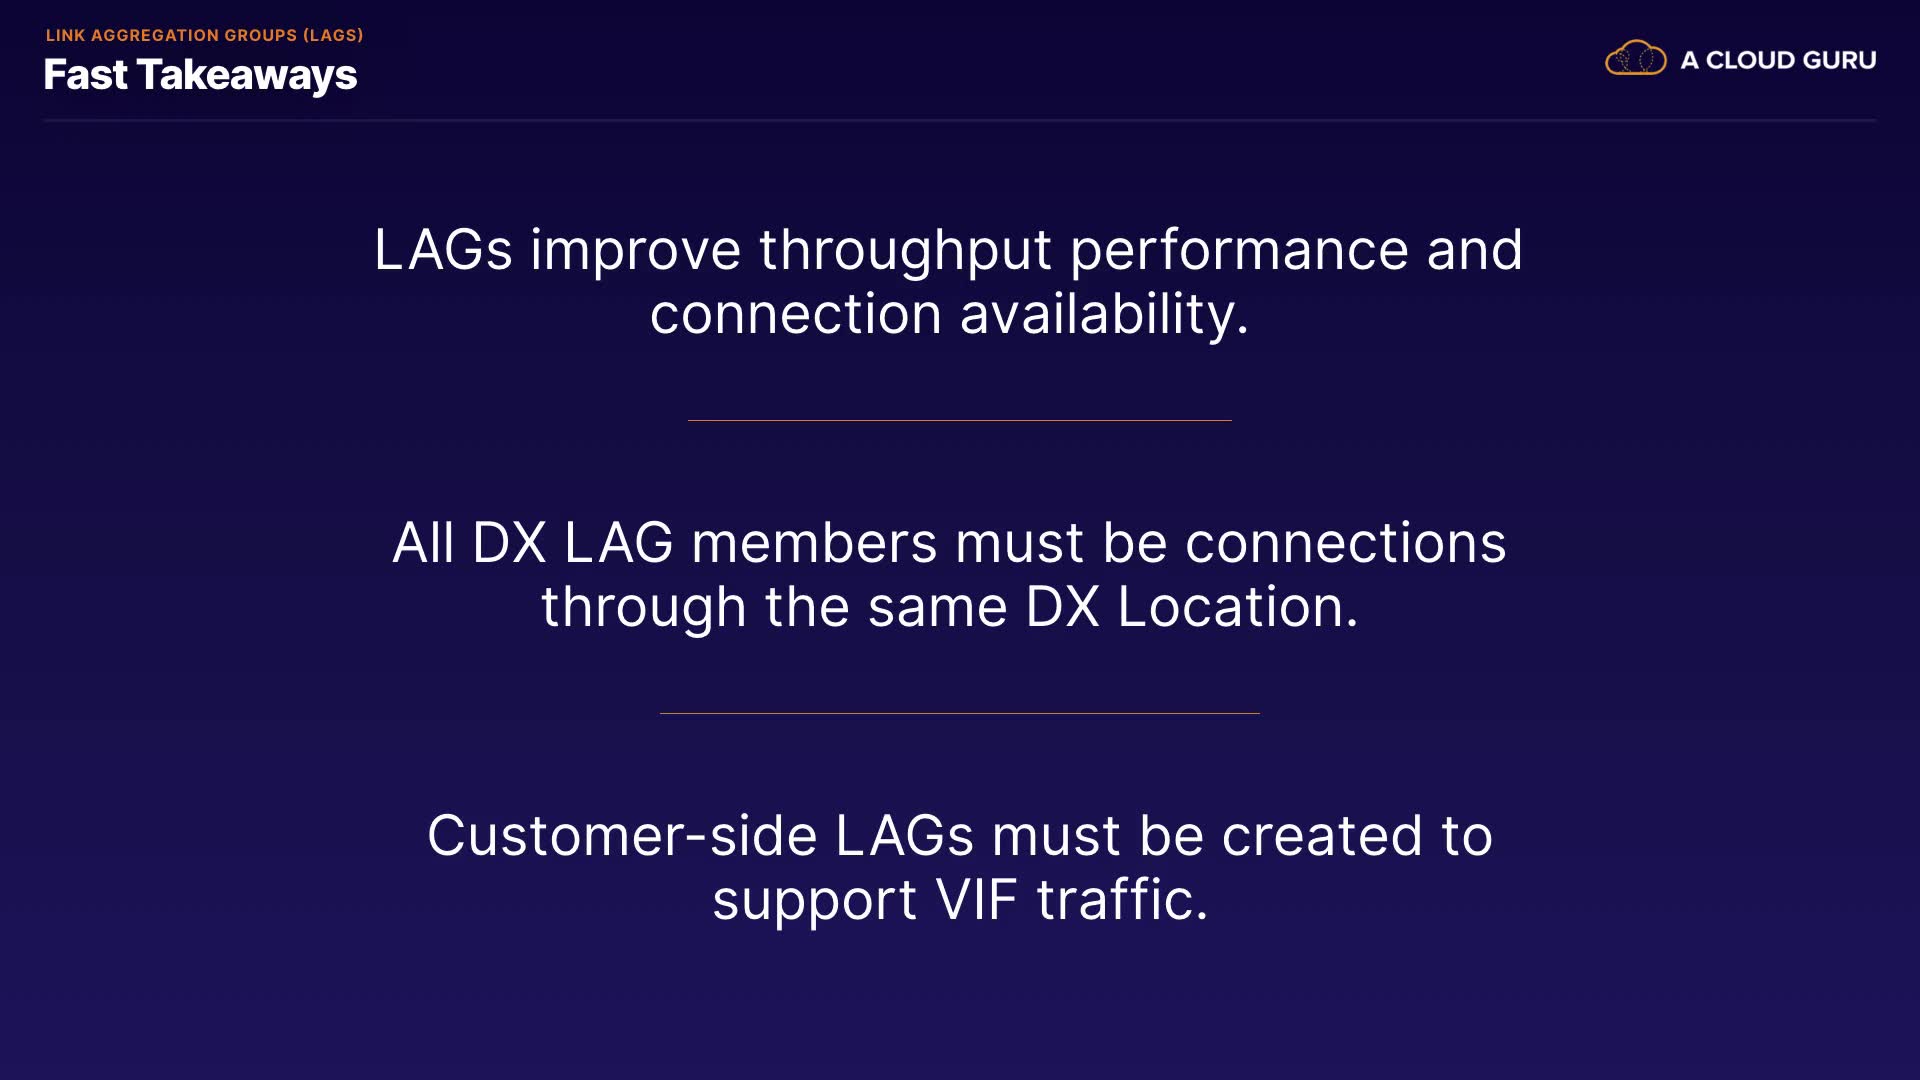 LINK AGGREGATION GROUPS (LAGS)
Fast Takeaways
A CLOUD GURU
LAGs improve throughput performance and
connection availability.
All DX LAG members must be connections
through the same DX Location.
Customer-side LAGs must be created to
support VIF traffic.